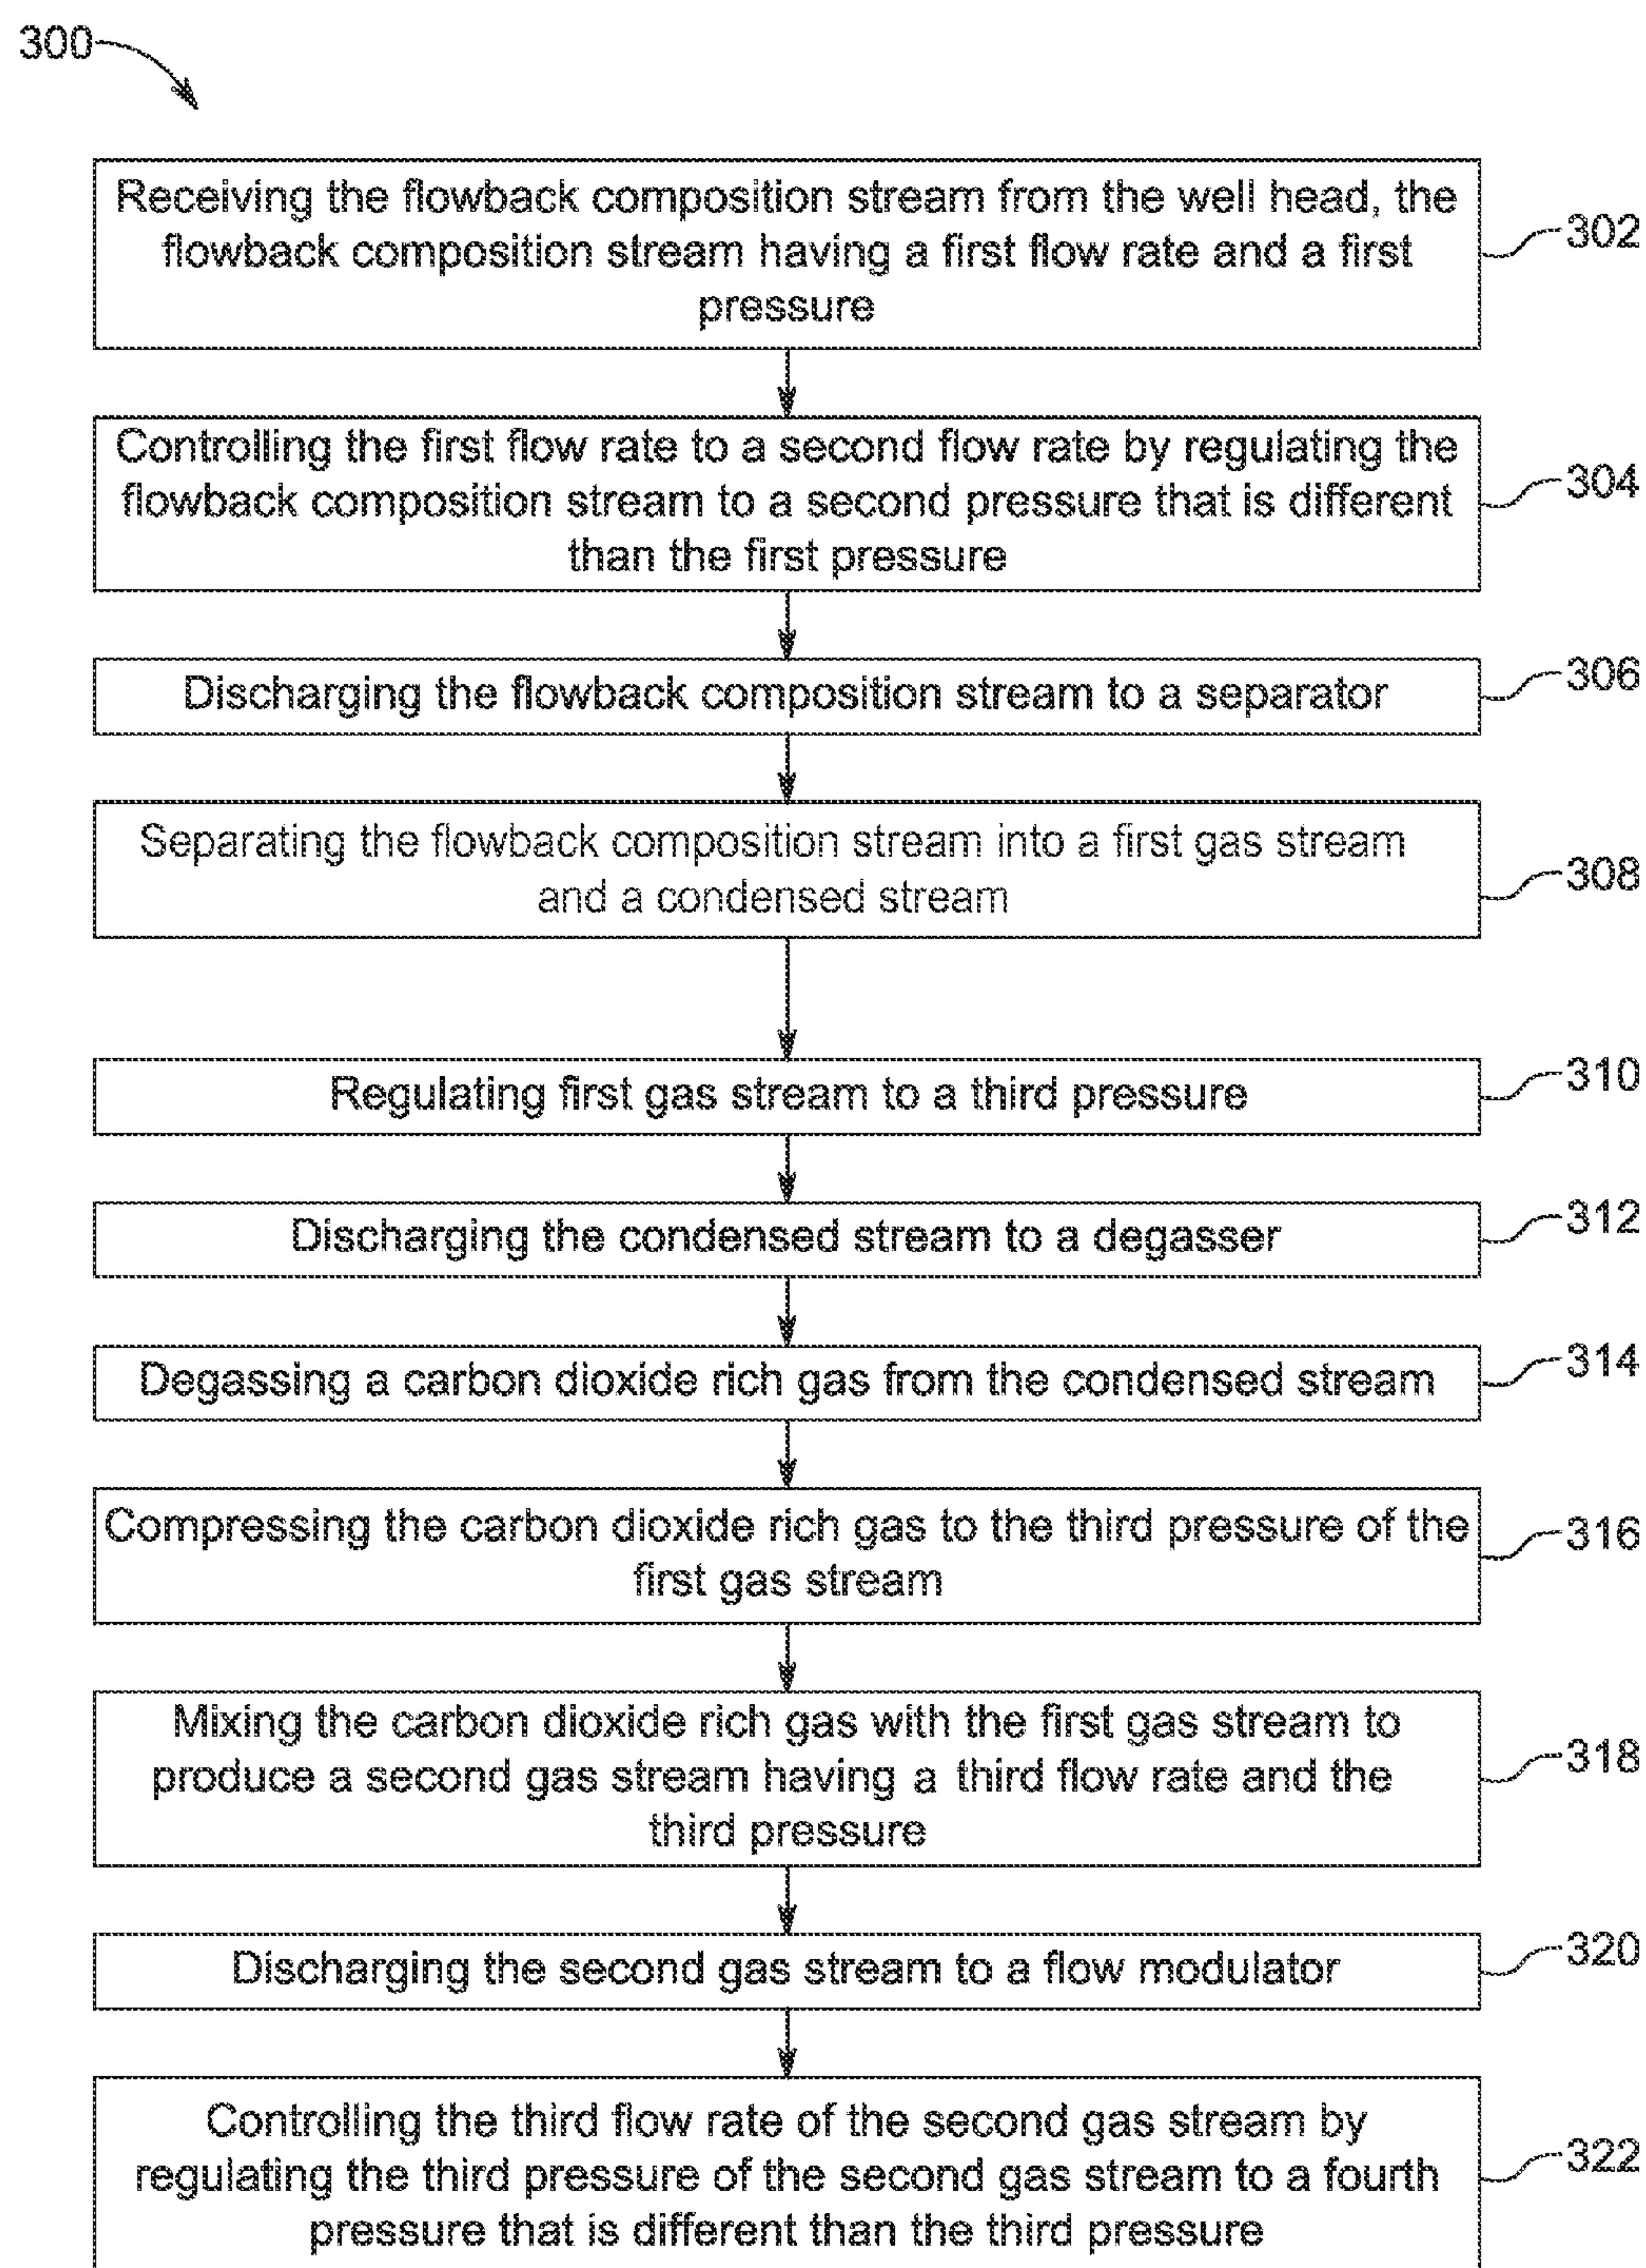 300
Receiving the flowback composition stream from the well head, the
flowback composition stream having a first flow rate and a first
pressure
302
Controlling the first flow rate to a second flow rate by regulating the
flowback composition stream to a second pressure that is different
than the first pressure
304
Discharging the flowback composition stream to a separator
306
Separating the flowback composition stream into a first gas stream
and a condensed stream
308
Regulating first gas stream to a third pressure
310
Discharging the condensed stream to a degasser
312
Degassing a carbon dioxide rich gas from the condensed stream
314
Compressing the carbon dioxide rich gas to the third pressure of the
first gas stream
316
Mixing the carbon dioxide rich gas with the first gas stream to
produce a second gas stream having a third flow rate and the
third pressure
318
Discharging the second gas stream to a flow modulator
320
Controlling the third flow rate of the second gas stream by
regulating the third pressure of the second gas stream to a fourth
pressure that is different than the third pressure
322